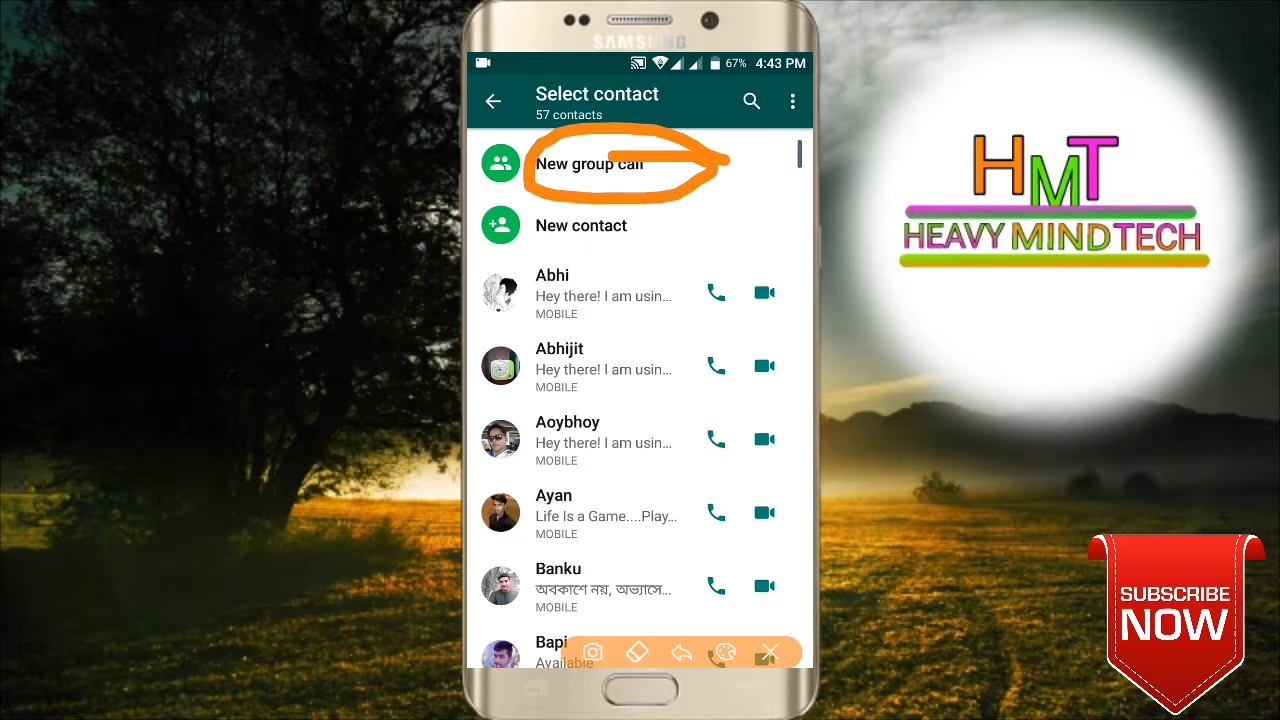 SAMSUNG
67% 4:43 PM
Select contact
57 contacts
New group call
New contact
Abhi
Hey there! I am usin...
MOBILE
Abhijit
Hey there! I am usin...
MOBILE
Aoybhoy
Hey there! I am usin...
MOBILE
Ayan
Life Is a Game....Play...
MOBILE
Banku
অবকাশে নয়, অভ্যাসে...
MOBILE
Bapi
Available
HMT
HEAVY MIND TECH
SUBSCRIBE
NOW